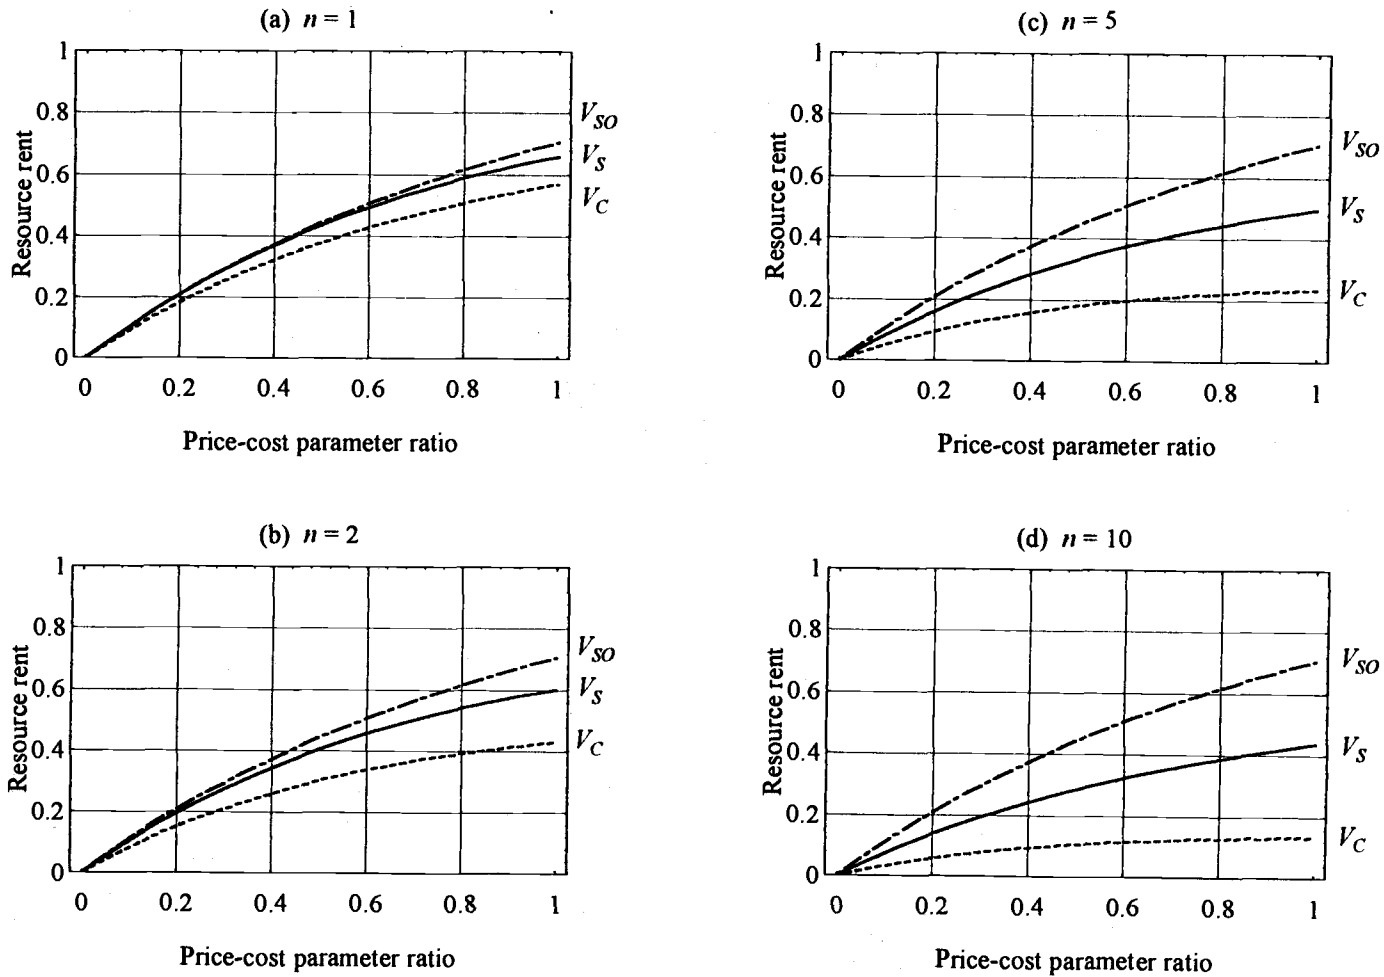 (a) n = 1
1
0.8
0.6
0.4
0.2
0
Resource rent
V_SO
V_S
V_C
0 0.2 0.4 0.6 0.8 1
Price-cost parameter ratio
(c) n = 5
1
0.8
0.6
0.4
0.2
0
Resource rent
V_SO
V_S
V_C
0 0.2 0.4 0.6 0.8 1
Price-cost parameter ratio
(b) n = 2
1
0.8
0.6
0.4
0.2
0
Resource rent
V_SO
V_S
V_C
0 0.2 0.4 0.6 0.8 1
Price-cost parameter ratio
(d) n = 10
1
0.8
0.6
0.4
0.2
0
Resource rent
V_SO
V_S
V_C
0 0.2 0.4 0.6 0.8 1
Price-cost parameter ratio